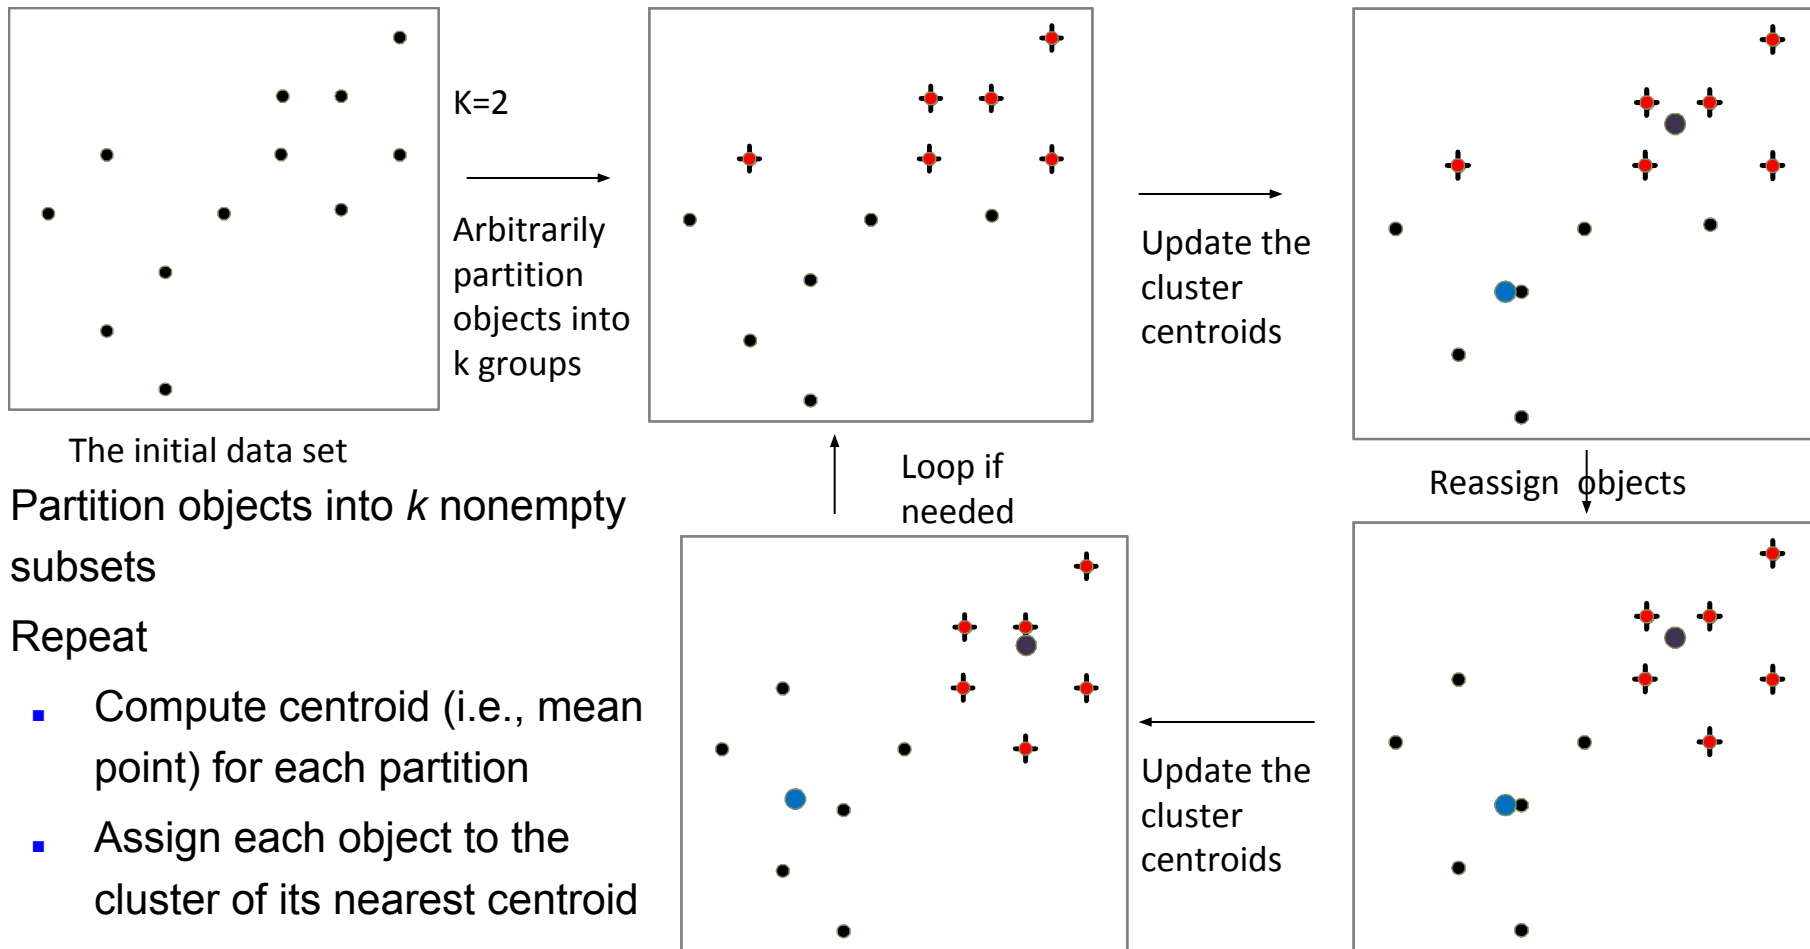 K=2
Arbitrarily
partition
objects into
k groups
Update the
cluster
centroids
The initial data set
Loop if
needed
Reassign objects
Partition objects into k nonempty
subsets
Repeat
▪ Compute centroid (i.e., mean
point) for each partition
▪ Assign each object to the
cluster of its nearest centroid
Update the
cluster
centroids